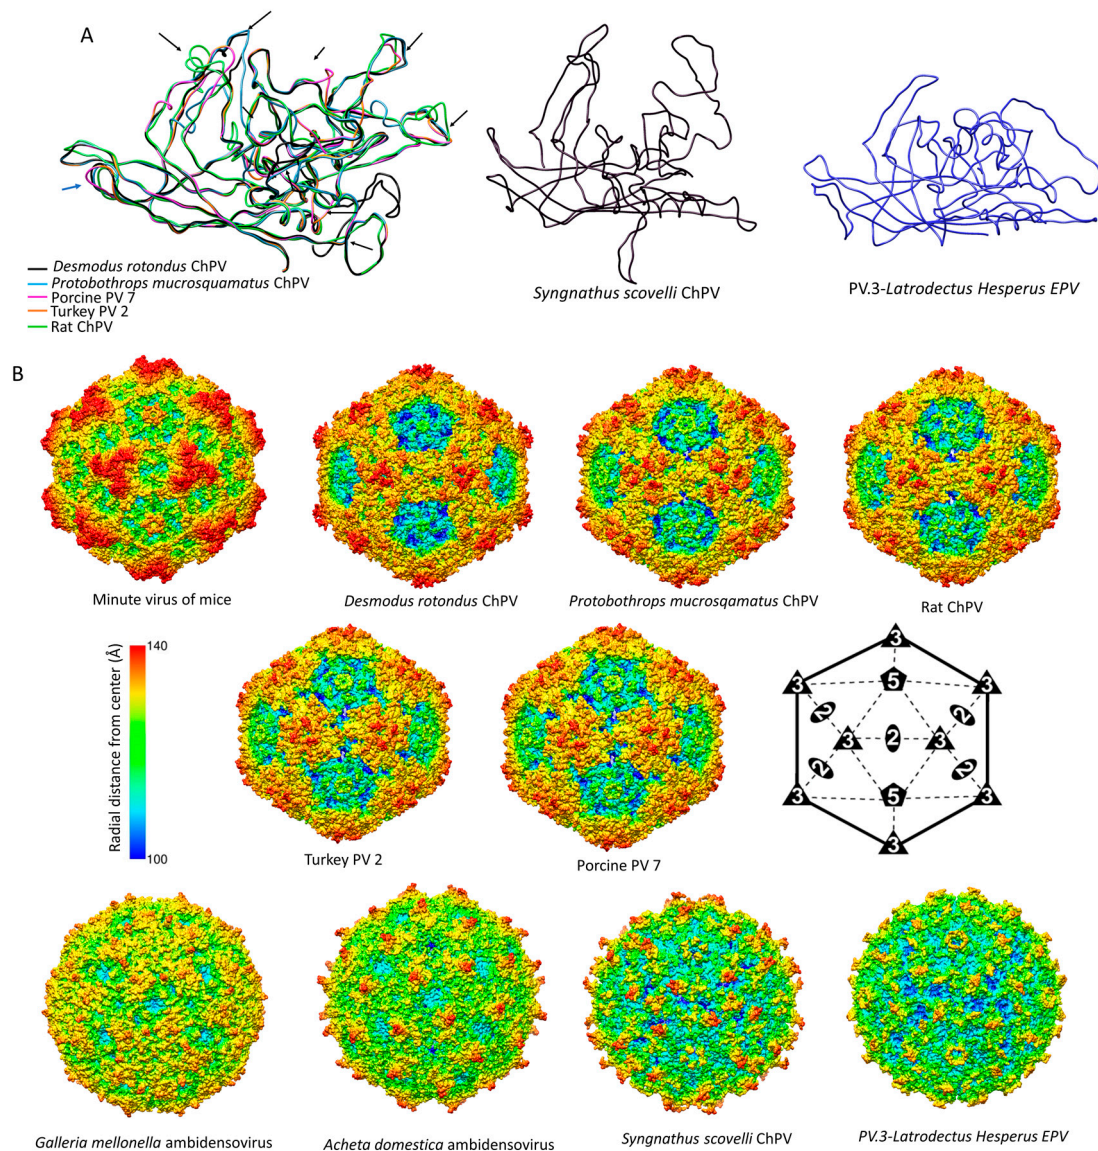 A
Desmodus rotondus ChPV
Protobothrops mucrosquamatus ChPV
Porcine PV 7
Turkey PV 2
Rat ChPV
Syngnathus scovelli ChPV
PV.3-Latrodectus Hesperus EPV
B
Minute virus of mice
Desmodus rotondus ChPV
Protobothrops mucrosqamatus ChPV
Rat ChPV
Radial distance from center (Å)
140
100
Turkey PV 2
Porcine PV 7
3
3 5 3
2 2
3 2 3
2 2
3 5 3
3
Galleria mellonella ambidensovirus
Acheta domestica ambidensovirus
Syngnathus scovelli ChPV
PV.3-Latrodectus Hesperus EPV